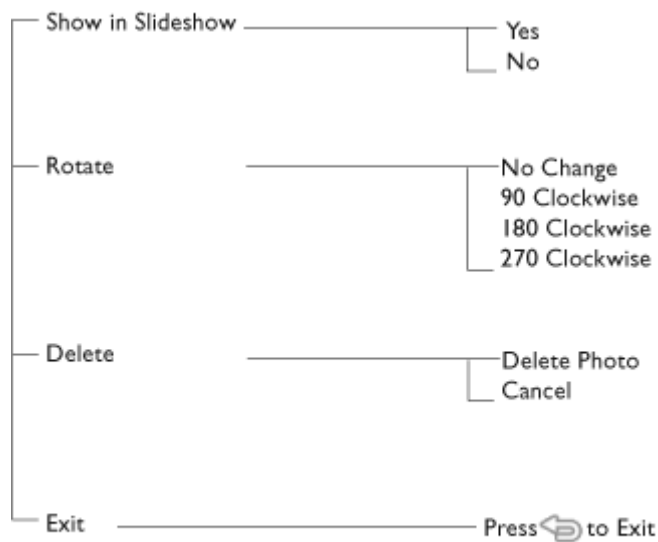 Show in Slideshow
Yes
No
Rotate
No Change
90 Clockwise
180 Clockwise
270 Clockwise
Delete
Delete Photo
Cancel
Exit
Press to Exit